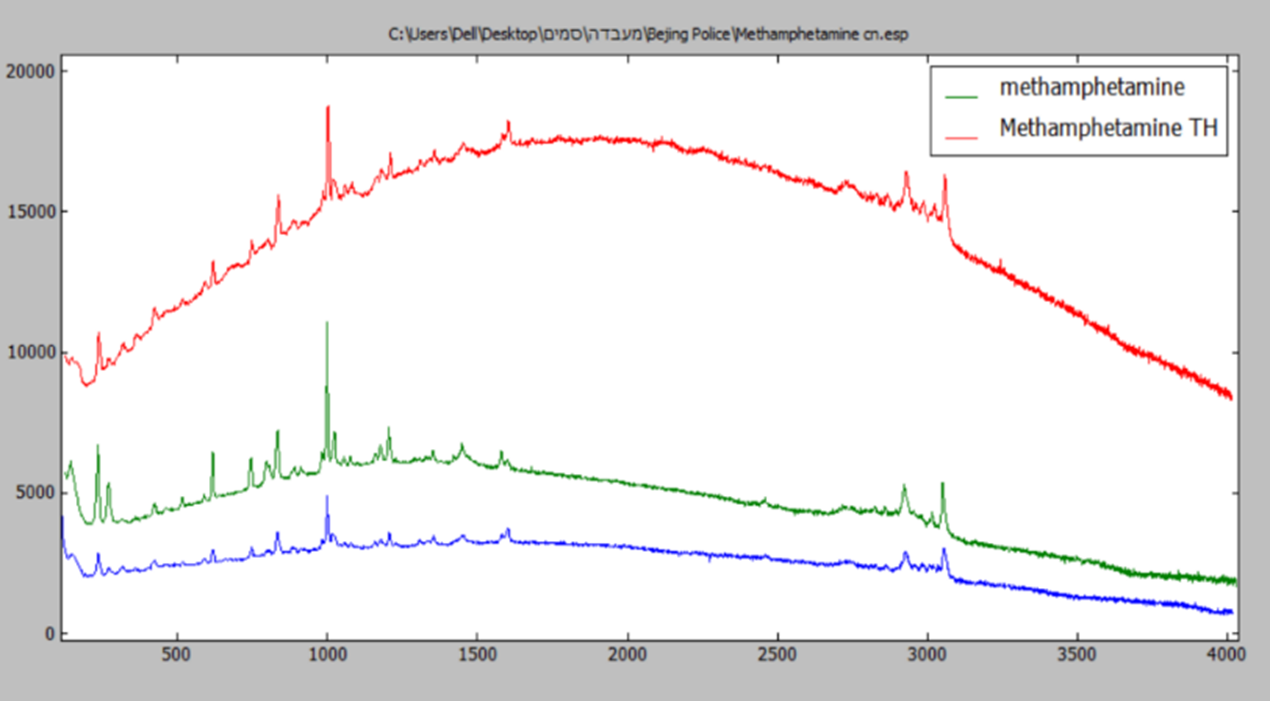 C:\Users\Dell\Desktop\מעבדה\סמים\Bejing Police\Methamphetamine cn.esp
methamphetamine
Methamphetamine TH
20000
15000
10000
5000
0
500 1000 1500 2000 2500 3000 3500 4000